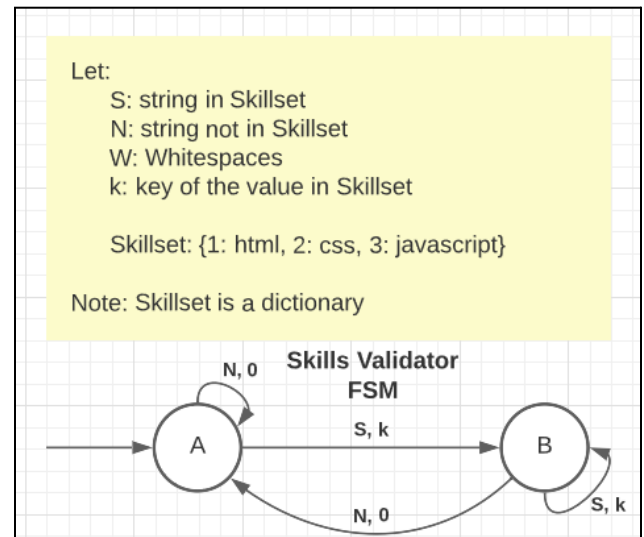 Let:
S: string in Skillset
N: string not in Skillset
W: Whitespaces
k: key of the value in Skillset
Skillset: {1: html, 2: css, 3: javascript}
Note: Skillset is a dictionary
Skills Validator
FSM
N, 0
S, k
A
B
S, k
N, 0